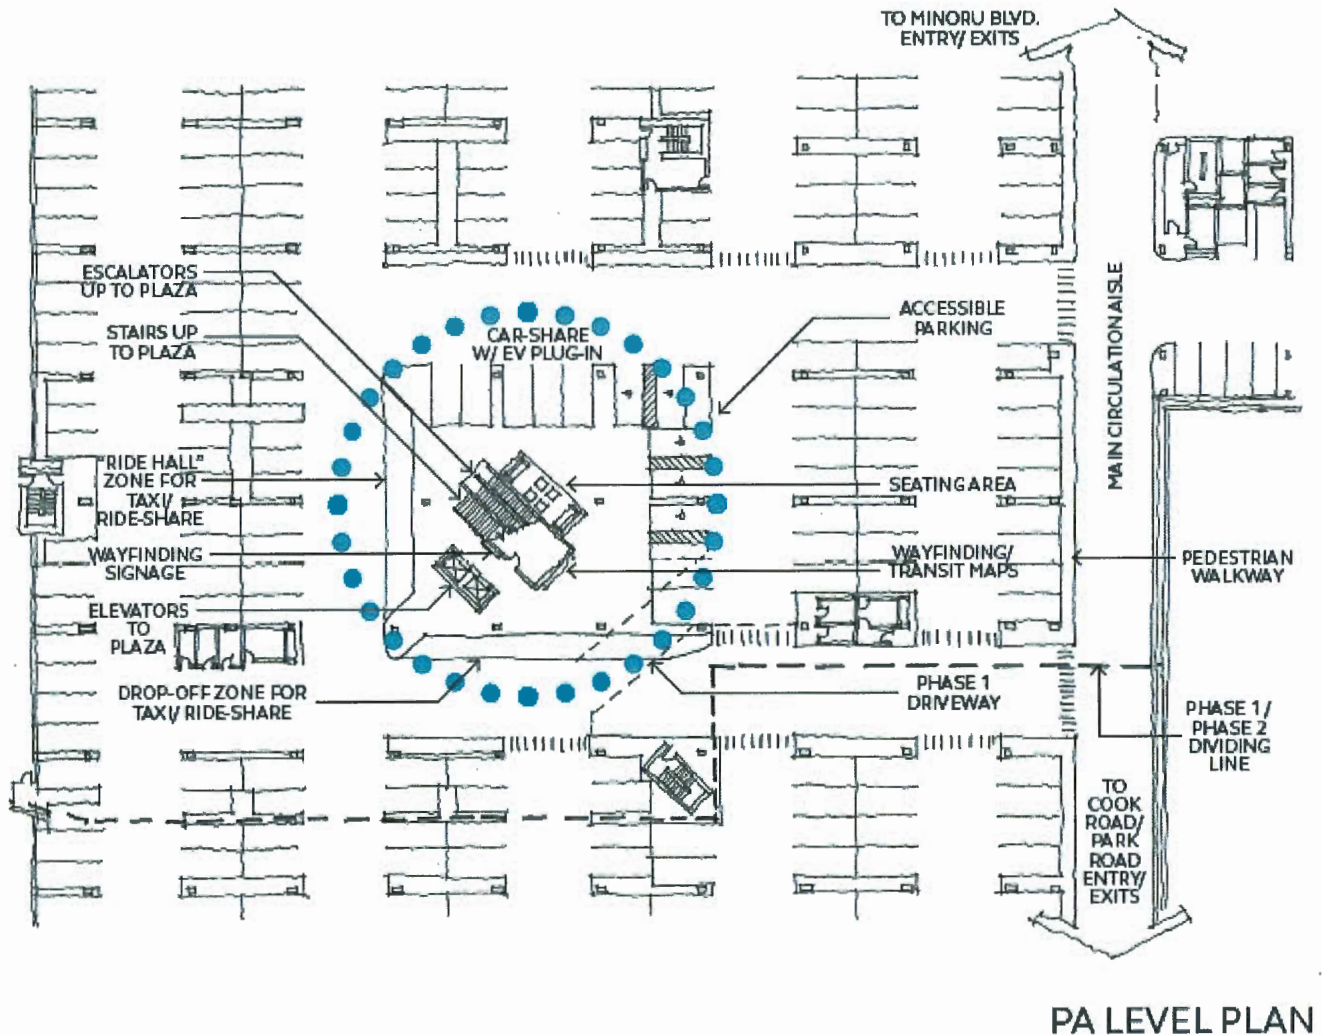 TO MINORU BLVD.
ENTRY/ EXITS
ESCALATORS
UP TO PLAZA
STAIRS UP
TO PLAZA
CAR-SHARE
W/ EV PLUG-IN
ACCESSIBLE
PARKING
MAIN CIRCULATION AISLE
"RIDE HALL"
ZONE FOR
TAXI/
RIDE-SHARE
SEATING AREA
WAYFINDING
SIGNAGE
WAYFINDING/
TRANSIT MAPS
PEDESTRIAN
WALKWAY
ELEVATORS
TO
PLAZA
DROP-OFF ZONE FOR
TAXI/ RIDE-SHARE
PHASE 1
DRIVEWAY
PHASE 1 /
PHASE 2
DIVIDING
LINE
TO
COOK
ROAD/
PARK
ROAD
ENTRY/
EXITS
PA LEVEL PLAN